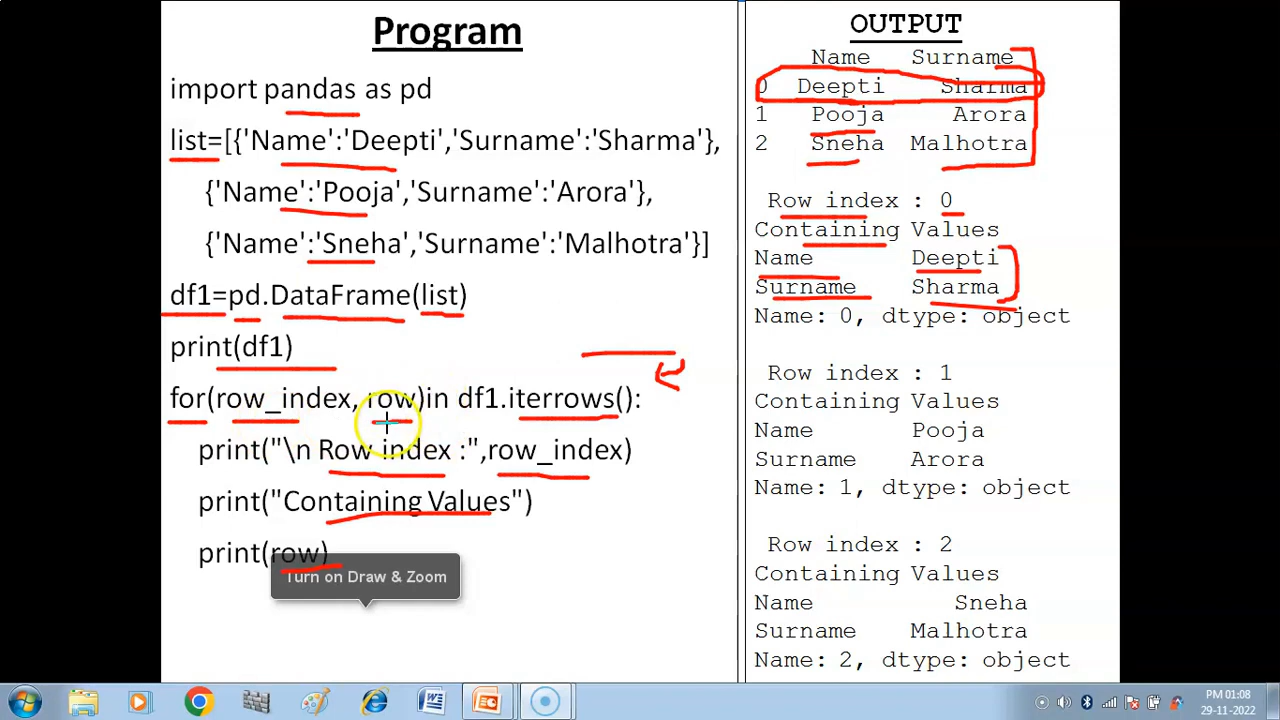 Program
import pandas as pd
list=[{'Name':'Deepti','Surname':'Sharma'},
{'Name':'Pooja','Surname':'Arora'},
{'Name':'Sneha','Surname':'Malhotra'}]
df1=pd.DataFrame(list)
print(df1)
for(row_index, row)in df1.iterrows():
print("\n Row index :",row_index)
print("Containing Values")
print(row)
Turn on Draw & Zoom
OUTPUT
Name Surname
0 Deepti Sharma
1 Pooja Arora
2 Sneha Malhotra
Row index : 0
Containing Values
Name Deepti
Surname Sharma
Name: 0, dtype: object
Row index : 1
Containing Values
Name Pooja
Surname Arora
Name: 1, dtype: object
Row index : 2
Containing Values
Name Sneha
Surname Malhotra
Name: 2, dtype: object
PM 01:08
29-11-2022